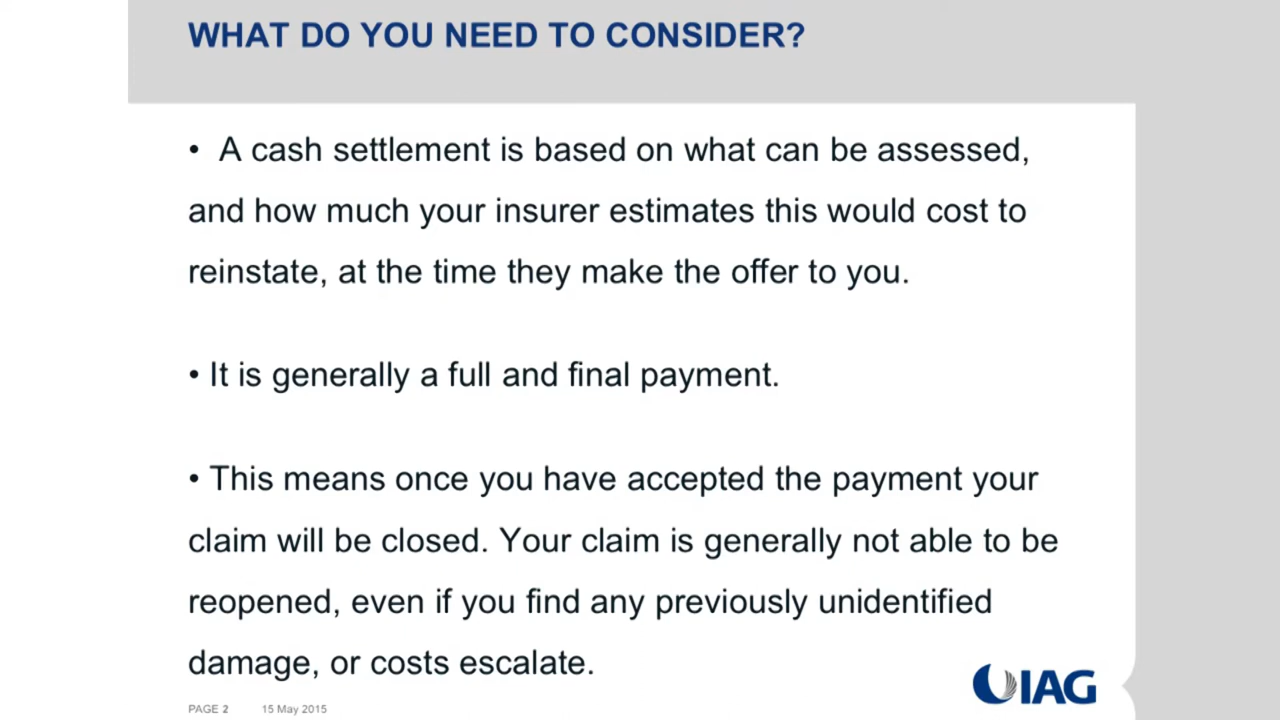 WHAT DO YOU NEED TO CONSIDER?
• A cash settlement is based on what can be assessed,
and how much your insurer estimates this would cost to
reinstate, at the time they make the offer to you.
• It is generally a full and final payment.
• This means once you have accepted the payment your
claim will be closed. Your claim is generally not able to be
reopened, even if you find any previously unidentified
damage, or costs escalate.
IAG
PAGE 2 15 May 2015